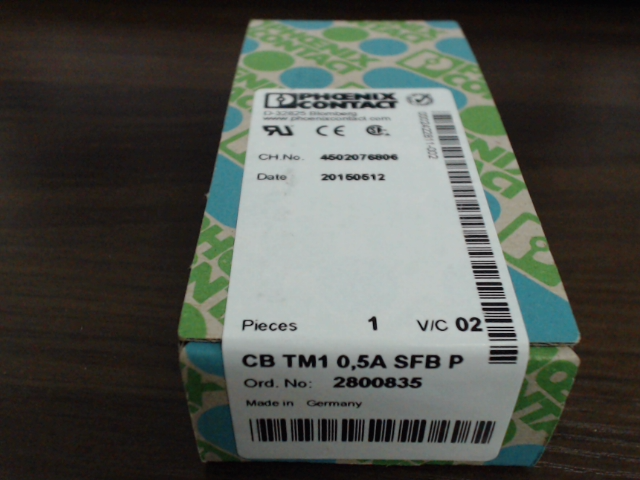 PHOENIX
CONTACT
D-32825 Blomberg
www.phoenixcontact.com
CH.No. 4502076806
Date 20150512
Pieces 1 V/C 02
CB TM1 0,5A SFB P
Ord. No: 2800835
Made in Germany